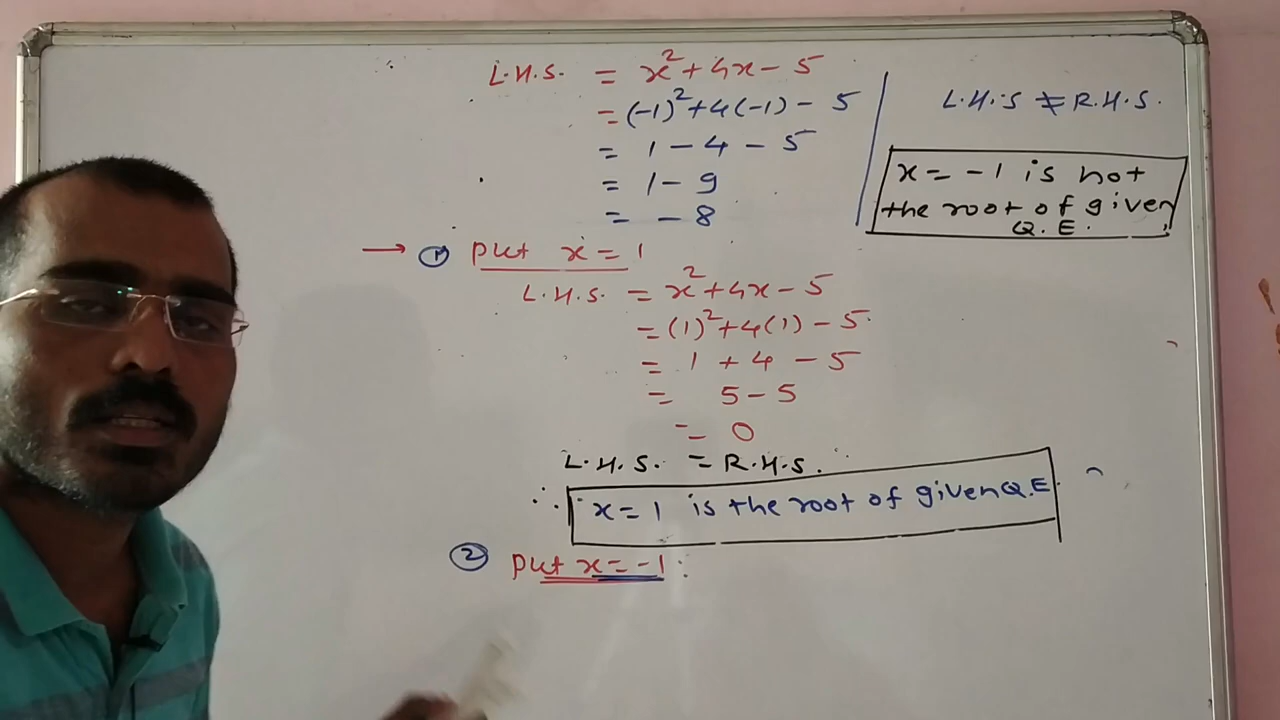 L.H.S. = x² + 4x - 5
= (-1)² + 4(-1) - 5
= 1 - 4 - 5
= 1 - 9
= - 8
L.H.S ≠ R.H.S.
x = -1 is not
the root of given
Q.E.
→ ① put x = 1
L.H.S. = x² + 4x - 5
= (1)² + 4(1) - 5
= 1 + 4 - 5
= 5 - 5
= 0
L.H.S. = R.H.S.
∴ x = 1 is the root of given Q.E.
② put x = -1: